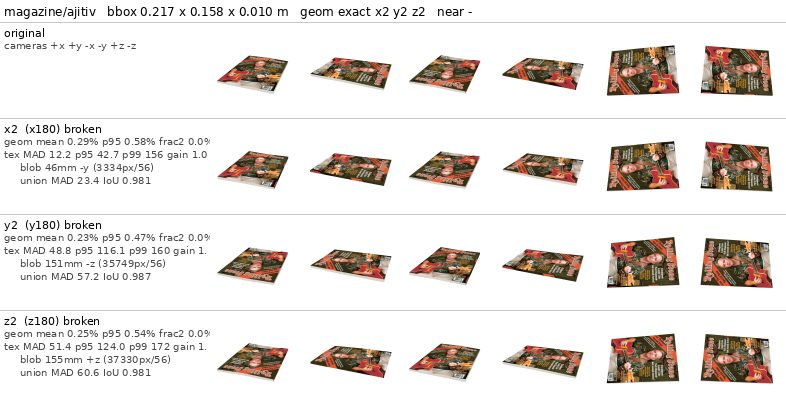 magazine/ajitiv   bbox 0.217 x 0.158 x 0.010 m   geom exact x2 y2 z2   near -
original
cameras +x +y -x -y +z -z
x2  (x180) broken
geom mean 0.29% p95 0.58% frac2 0.0%
tex MAD 12.2 p95 42.7 p99 156 gain 1.0
blob 46mm -y (3334px/56)
union MAD 23.4 IoU 0.981
y2  (y180) broken
geom mean 0.23% p95 0.47% frac2 0.0%
tex MAD 48.8 p95 116.1 p99 160 gain 1.
blob 151mm -z (35749px/56)
union MAD 57.2 IoU 0.987
z2  (z180) broken
geom mean 0.25% p95 0.54% frac2 0.0%
tex MAD 51.4 p95 124.0 p99 172 gain 1.
blob 155mm +z (37330px/56)
union MAD 60.6 IoU 0.981